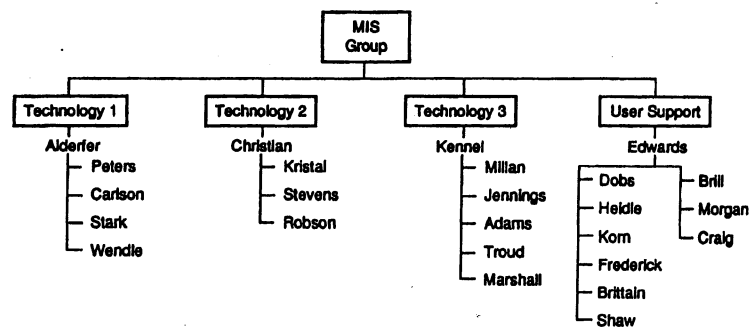 MIS
Group
Technology 1
Technology 2
Technology 3
User Support
Alderfer
Peters
Carlson
Stark
Wendle
Christian
Kristal
Stevens
Robson
Kennel
Millan
Jennings
Adams
Troud
Marshall
Edwards
Dobs
Heidle
Korn
Frederick
Brittain
Shaw
Brill
Morgan
Craig